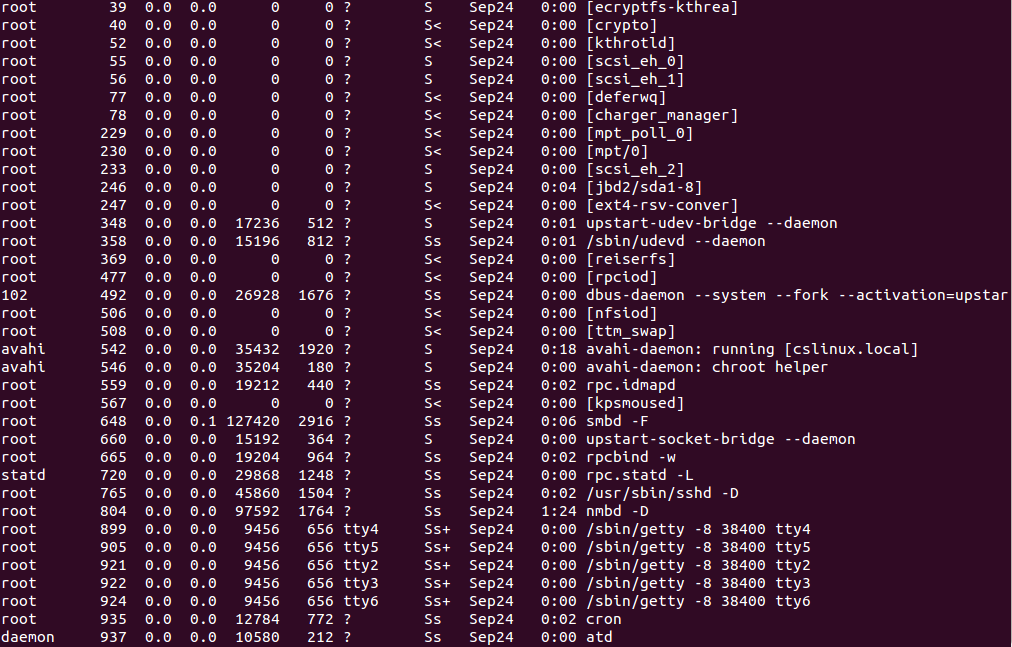 root 39 0.0 0.0 0 0 ? S Sep24 0:00 [ecryptfs-kthrea]
root 40 0.0 0.0 0 0 ? S< Sep24 0:00 [crypto]
root 52 0.0 0.0 0 0 ? S< Sep24 0:00 [kthrotld]
root 55 0.0 0.0 0 0 ? S Sep24 0:00 [scsi_eh_0]
root 56 0.0 0.0 0 0 ? S Sep24 0:00 [scsi_eh_1]
root 77 0.0 0.0 0 0 ? S< Sep24 0:00 [deferwq]
root 78 0.0 0.0 0 0 ? S< Sep24 0:00 [charger_manager]
root 229 0.0 0.0 0 0 ? S< Sep24 0:00 [mpt_poll_0]
root 230 0.0 0.0 0 0 ? S< Sep24 0:00 [mpt/0]
root 233 0.0 0.0 0 0 ? S Sep24 0:00 [scsi_eh_2]
root 246 0.0 0.0 0 0 ? S Sep24 0:04 [jbd2/sda1-8]
root 247 0.0 0.0 0 0 ? S< Sep24 0:00 [ext4-rsv-conver]
root 348 0.0 0.0 17236 512 ? S Sep24 0:01 upstart-udev-bridge --daemon
root 358 0.0 0.0 15196 812 ? Ss Sep24 0:01 /sbin/udevd --daemon
root 369 0.0 0.0 0 0 ? S< Sep24 0:00 [reiserfs]
root 477 0.0 0.0 0 0 ? S< Sep24 0:00 [rpciod]
102 492 0.0 0.0 26928 1676 ? Ss Sep24 0:00 dbus-daemon --system --fork --activation=upstar
root 506 0.0 0.0 0 0 ? S< Sep24 0:00 [nfsiod]
root 508 0.0 0.0 0 0 ? S< Sep24 0:00 [ttm_swap]
avahi 542 0.0 0.0 35432 1920 ? S Sep24 0:18 avahi-daemon: running [cslinux.local]
avahi 546 0.0 0.0 35204 180 ? S Sep24 0:00 avahi-daemon: chroot helper
root 559 0.0 0.0 19212 440 ? Ss Sep24 0:02 rpc.idmapd
root 567 0.0 0.0 0 0 ? S< Sep24 0:00 [kpsmoused]
root 648 0.0 0.1 127420 2916 ? Ss Sep24 0:06 smbd -F
root 660 0.0 0.0 15192 364 ? S Sep24 0:00 upstart-socket-bridge --daemon
root 665 0.0 0.0 19204 964 ? Ss Sep24 0:02 rpcbind -w
statd 720 0.0 0.0 29868 1248 ? Ss Sep24 0:00 rpc.statd -L
root 765 0.0 0.0 45860 1504 ? Ss Sep24 0:02 /usr/sbin/sshd -D
root 804 0.0 0.0 97592 1764 ? Ss Sep24 1:24 nmbd -D
root 899 0.0 0.0 9456 656 tty4 Ss+ Sep24 0:00 /sbin/getty -8 38400 tty4
root 905 0.0 0.0 9456 656 tty5 Ss+ Sep24 0:00 /sbin/getty -8 38400 tty5
root 921 0.0 0.0 9456 656 tty2 Ss+ Sep24 0:00 /sbin/getty -8 38400 tty2
root 922 0.0 0.0 9456 656 tty3 Ss+ Sep24 0:00 /sbin/getty -8 38400 tty3
root 924 0.0 0.0 9456 656 tty6 Ss+ Sep24 0:00 /sbin/getty -8 38400 tty6
root 935 0.0 0.0 12784 772 ? Ss Sep24 0:02 cron
daemon 937 0.0 0.0 10580 212 ? Ss Sep24 0:00 atd